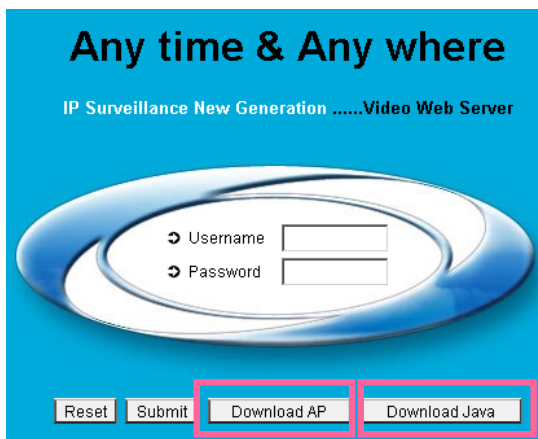 Any time & Any where
IP Surveillance New Generation ......Video Web Server
Username
Password
Reset Submit Download AP Download Java